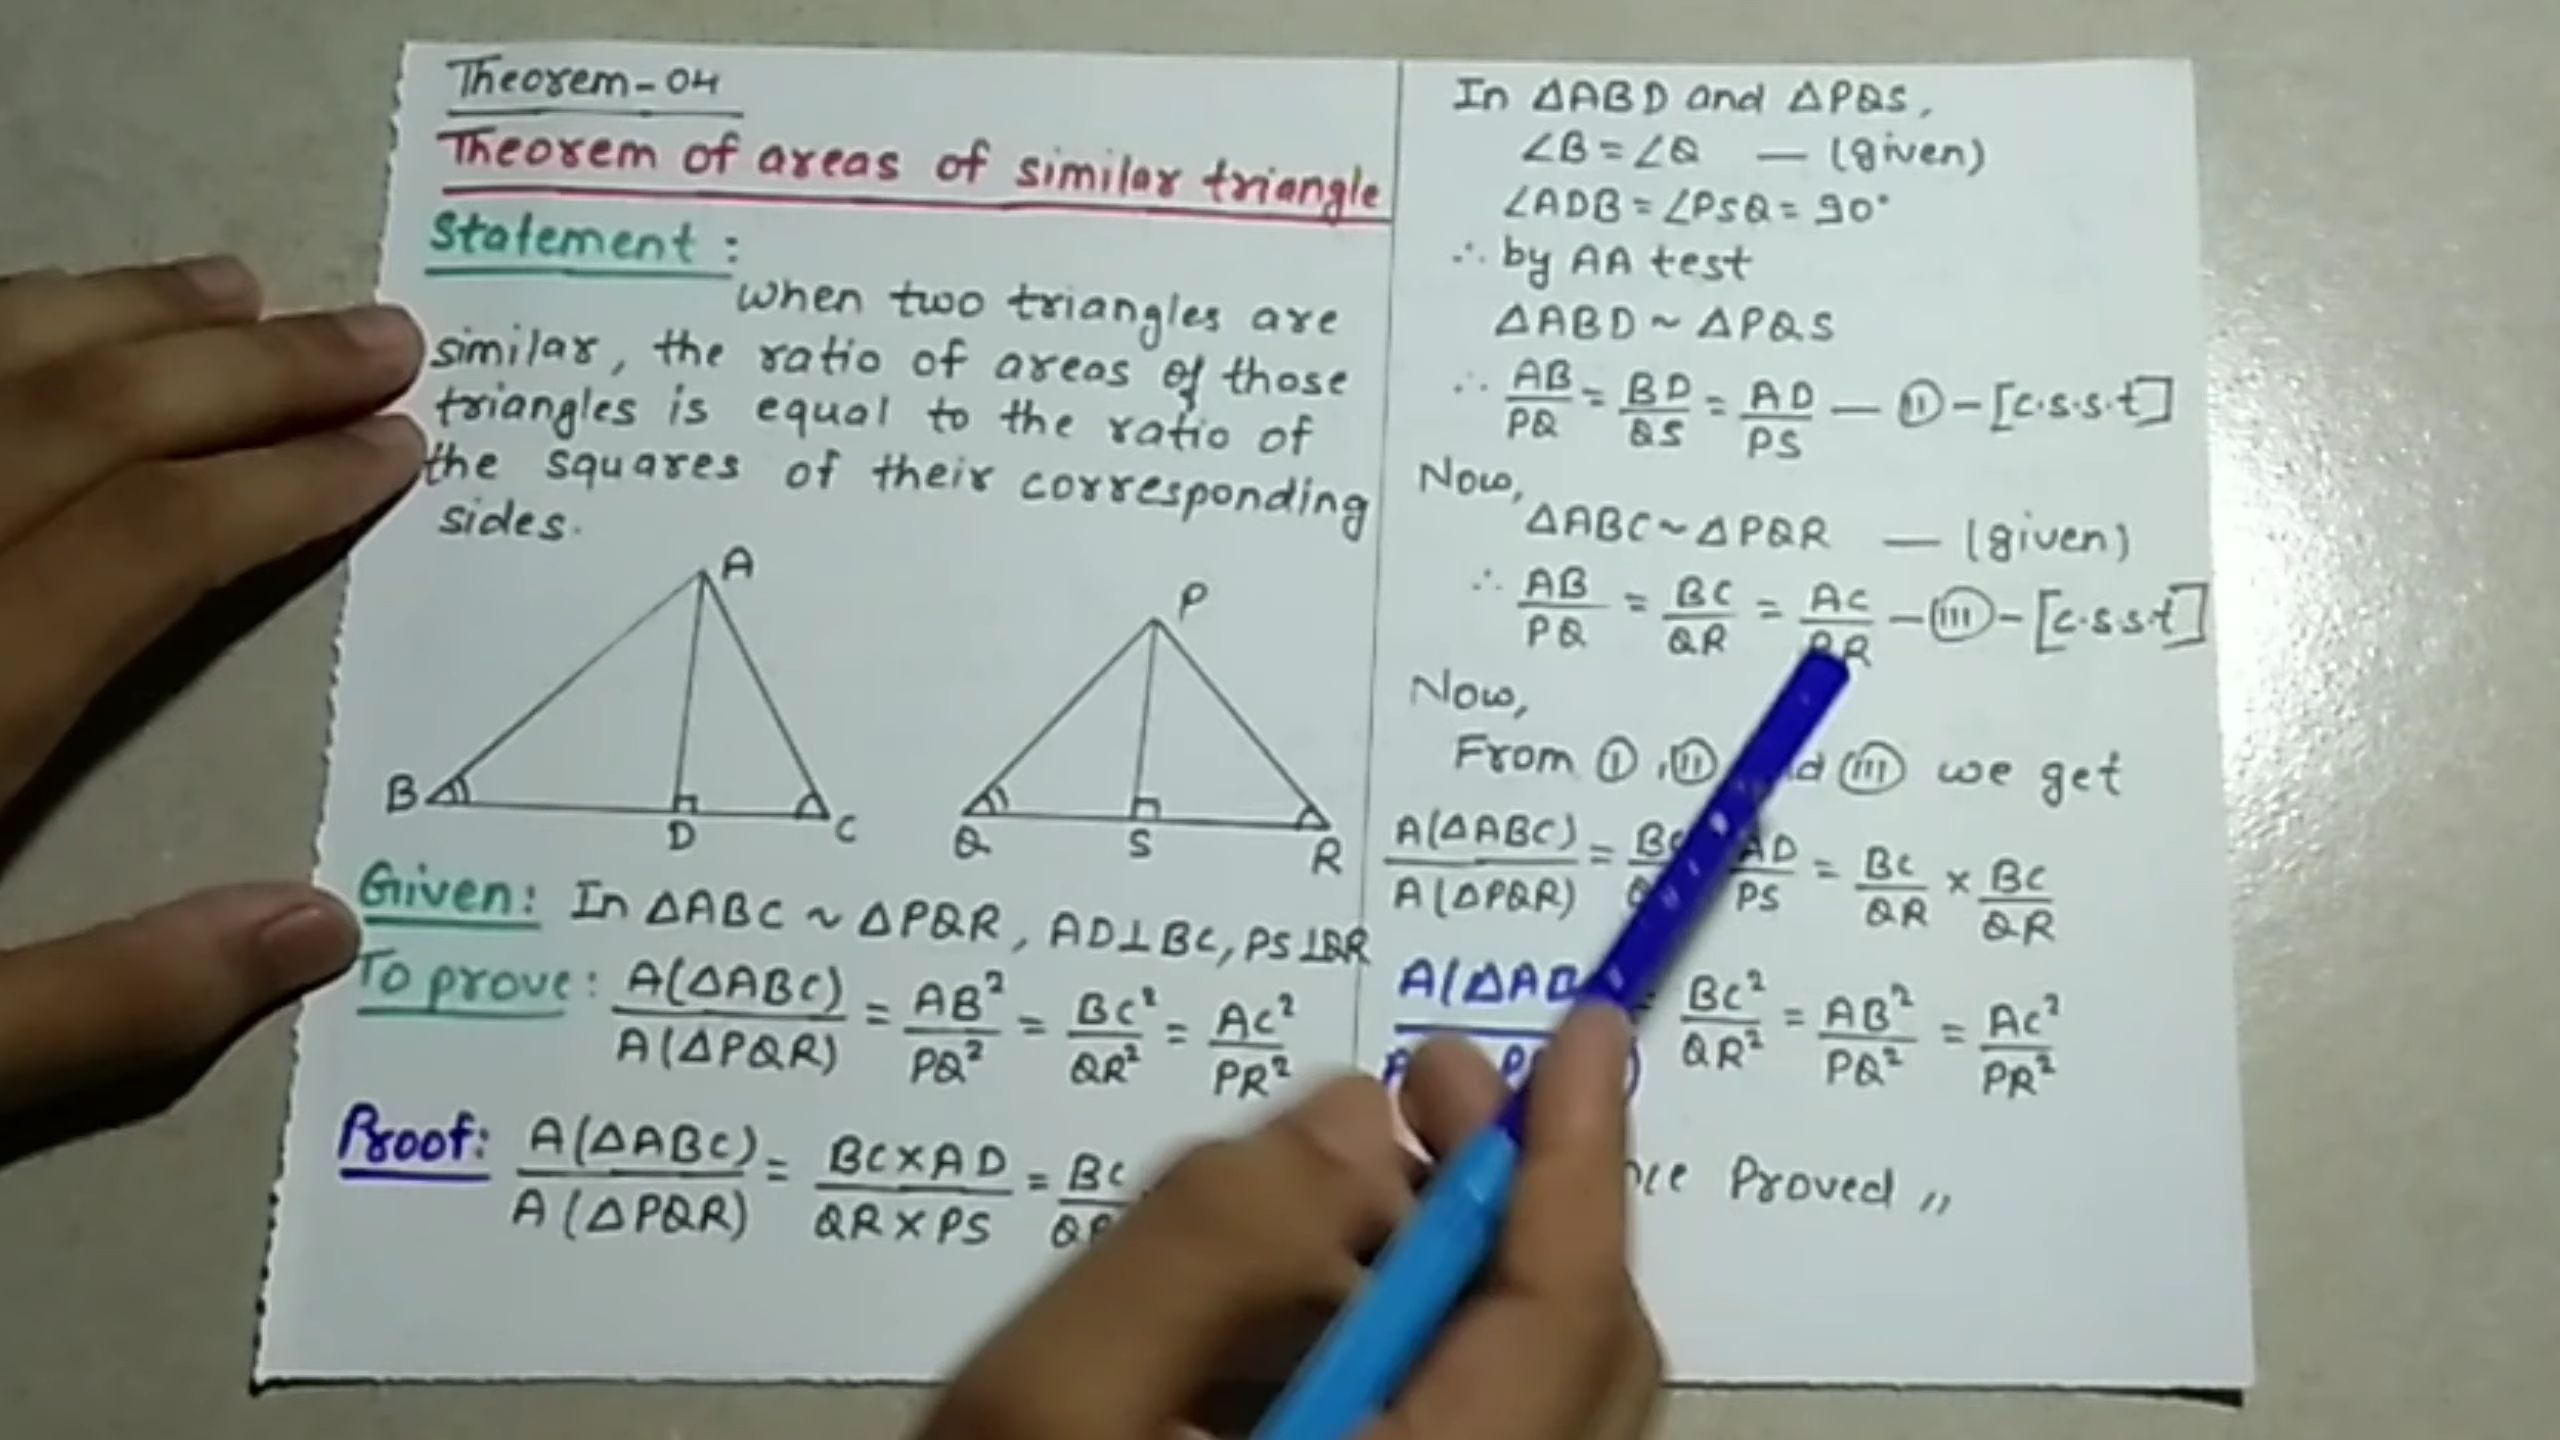 Theorem-04
Theorem of areas of similar triangle
Statement :
When two triangles are
similar, the ratio of areas of those
triangles is equal to the ratio of
the squares of their corresponding
sides.
A
B
D
C
P
Q
S
R
Given: In ΔABC ~ ΔPQR, AD⊥BC, PS⊥QR
To prove: A(ΔABC)/A(ΔPQR) = AB²/PQ² = BC²/QR² = AC²/PR²
Proof: A(ΔABC)/A(ΔPQR) = BC×AD/QR×PS = BC
In ΔABD and ΔPQS,
∠B = ∠Q — (given)
∠ADB = ∠PSQ = 90°
∴ by AA test
ΔABD ~ ΔPQS
∴ AB/PQ = BD/QS = AD/PS — (II) - [c.s.s.t]
Now,
ΔABC ~ ΔPQR — (given)
∴ AB/PQ = BC/QR = AC/PR — (III) - [c.s.s.t]
Now,
From (I), (II) (III) we get
A(ΔABC)/A(ΔPQR) = AD/PS = BC/QR × BC/QR
= BC²/QR² = AB²/PQ² = AC²/PR²
Proved „